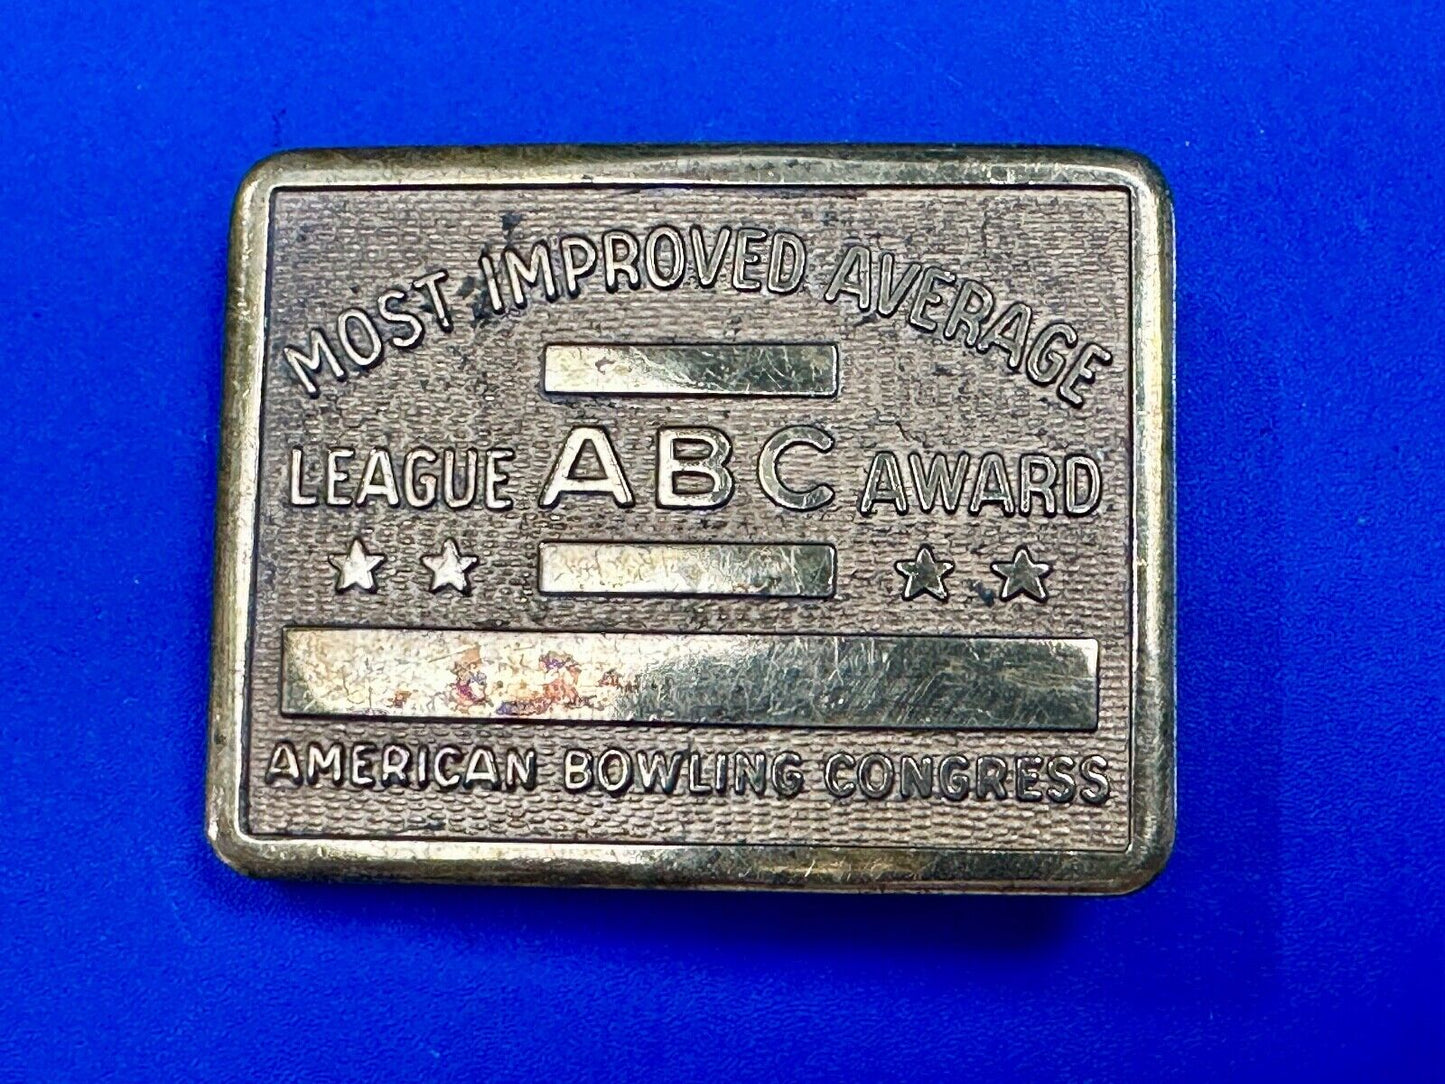 MOST IMPROVED AVERAGE
LEAGUE ABC AWARD
AMERICAN BOWLING CONGRESS